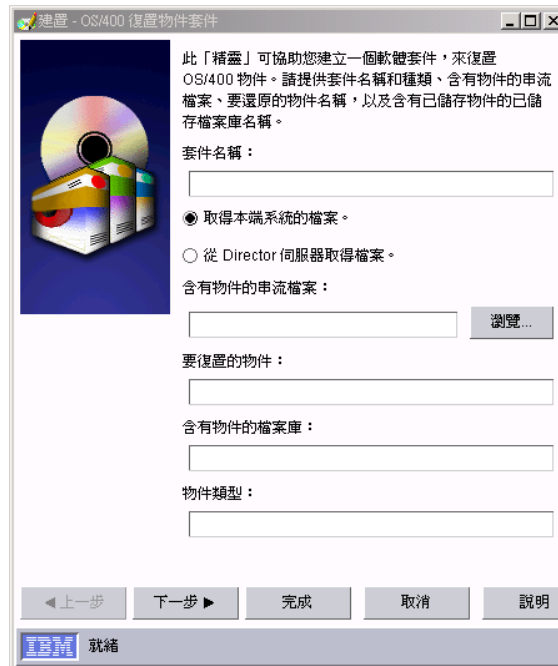 建置 - OS/400 復置物件套件
此「精靈」可協助您建立一個軟體套件，來復置
OS/400 物件。請提供套件名稱和種類、含有物件的串流
檔案、要還原的物件名稱，以及含有已儲存物件的已儲
存檔案庫名稱。
套件名稱：
取得本端系統的檔案。
從 Director 伺服器取得檔案。
含有物件的串流檔案：
瀏覽...
要復置的物件：
含有物件的檔案庫：
物件類型：
◀上一步 下一步▶ 完成 取消 說明
IBM 就緒